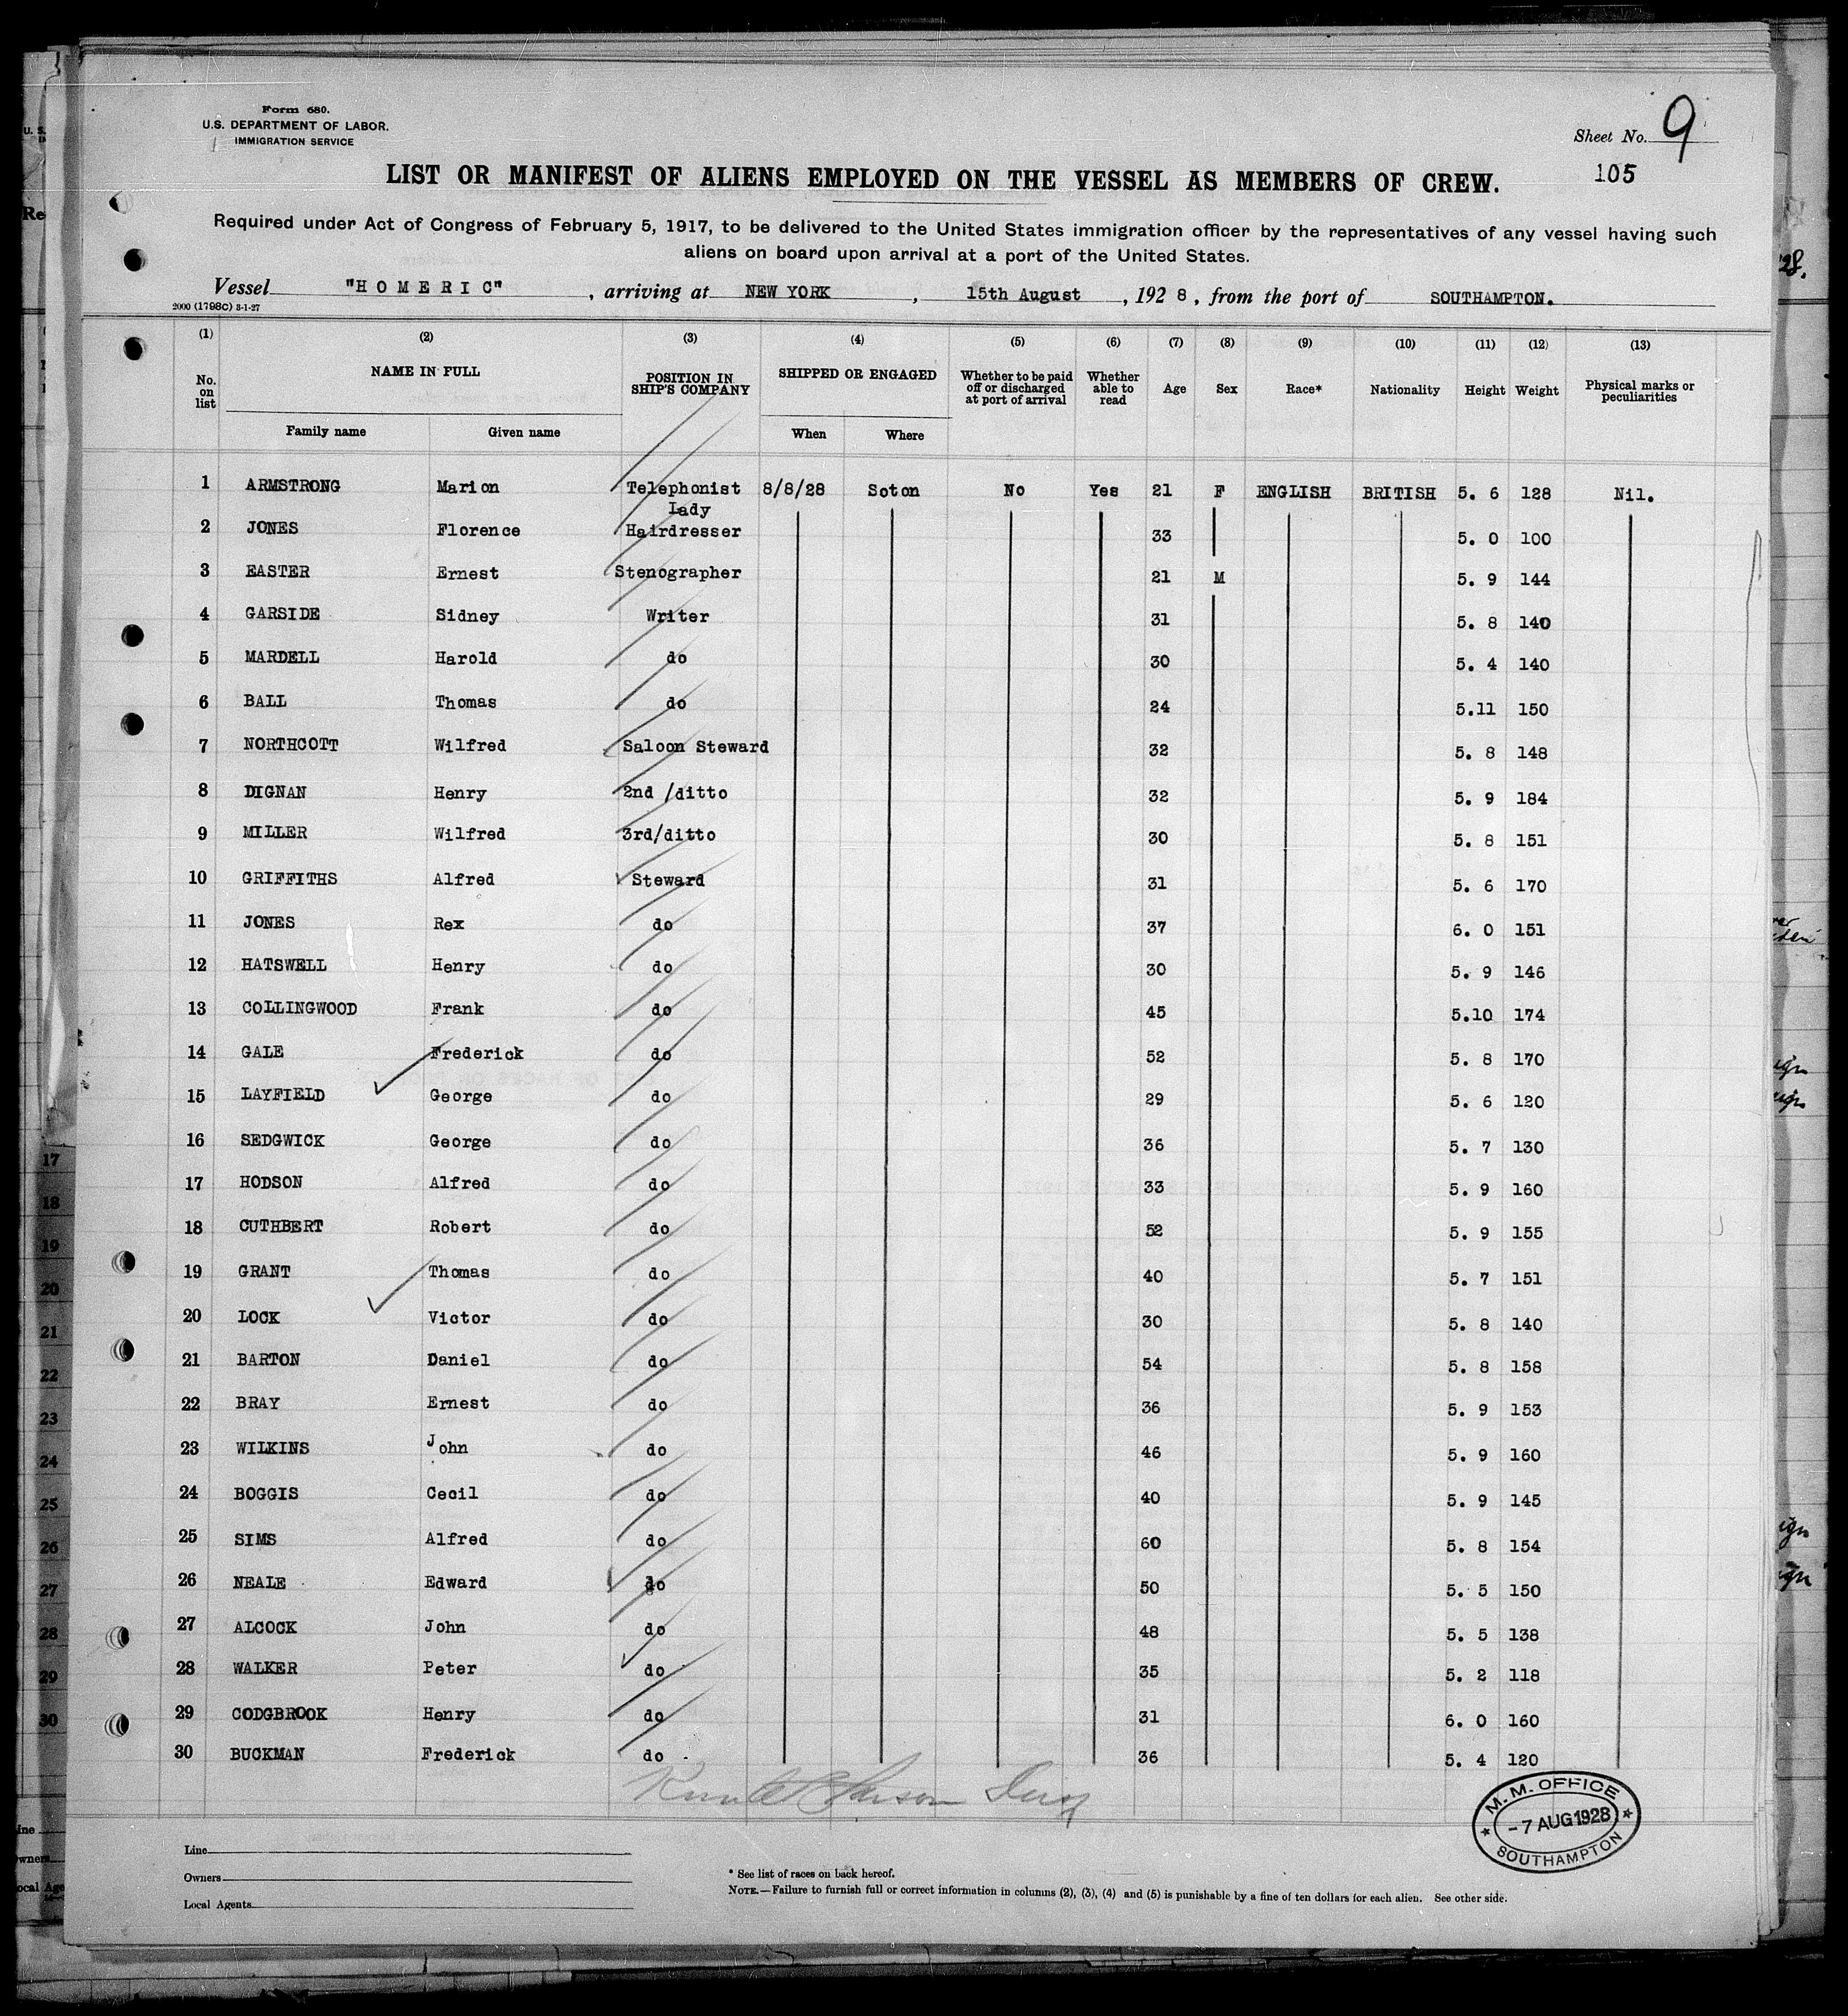 Form 680.
U.S. DEPARTMENT OF LABOR.
IMMIGRATION SERVICE
Sheet No. 9
105
LIST OR MANIFEST OF ALIENS EMPLOYED ON THE VESSEL AS MEMBERS OF CREW.
Required under Act of Congress of February 5, 1917, to be delivered to the United States immigration officer by the representatives of any vessel having such
aliens on board upon arrival at a port of the United States.
Vessel "HOMERIC", arriving at NEW YORK, 15th August, 1928, from the port of SOUTHAMPTON.
2000 (1798C) 3-1-27
(1) (2) (3) (4) (5) (6) (7) (8) (9) (10) (11) (12) (13)
No. on list NAME IN FULL POSITION IN SHIP'S COMPANY SHIPPED OR ENGAGED Whether to be paid off or discharged at port of arrival Whether able to read Age Sex Race* Nationality Height Weight Physical marks or peculiarities
Family name Given name When Where
1 ARMSTRONG Marion Telephonist 8/8/28 Soton No Yes 21 F ENGLISH BRITISH 5. 6 128 Nil.
2 JONES Florence Lady Hairdresser 33 5. 0 100
3 EASTER Ernest Stenographer 21 M 5. 9 144
4 GARSIDE Sidney Writer 31 5. 8 140
5 MARDELL Harold do 30 5. 4 140
6 BALL Thomas do 24 5.11 150
7 NORTHCOTT Wilfred Saloon Steward 32 5. 8 148
8 DIGNAN Henry 2nd /ditto 32 5. 9 184
9 MILLER Wilfred 3rd/ditto 30 5. 8 151
10 GRIFFITHS Alfred Steward 31 5. 6 170
11 JONES Rex do 37 6. 0 151
12 HATSWELL Henry do 30 5. 9 146
13 COLLINGWOOD Frank do 45 5.10 174
14 GALE Frederick do 52 5. 8 170
15 LAYFIELD George do 29 5. 6 120
16 SEDGWICK George do 36 5. 7 130
17 HODSON Alfred do 33 5. 9 160
18 CUTHBERT Robert do 52 5. 9 155
19 GRANT Thomas do 40 5. 7 151
20 LOCK Victor do 30 5. 8 140
21 BARTON Daniel do 54 5. 8 158
22 BRAY Ernest do 36 5. 9 153
23 WILKINS John do 46 5. 9 160
24 BOGGIS Cecil do 40 5. 9 145
25 SIMS Alfred do 60 5. 8 154
26 NEALE Edward do 50 5. 5 150
27 ALCOCK John do 48 5. 5 138
28 WALKER Peter do 35 5. 2 118
29 CODGBROOK Henry do 31 6. 0 160
30 BUCKMAN Frederick do 36 5. 4 120
M.M. OFFICE
-7 AUG 1928
SOUTHAMPTON
Line
Owners
Local Agents
* See list of races on back hereof.
NOTE.—Failure to furnish full or correct information in columns (2), (3), (4) and (5) is punishable by a fine of ten dollars for each alien. See other side.